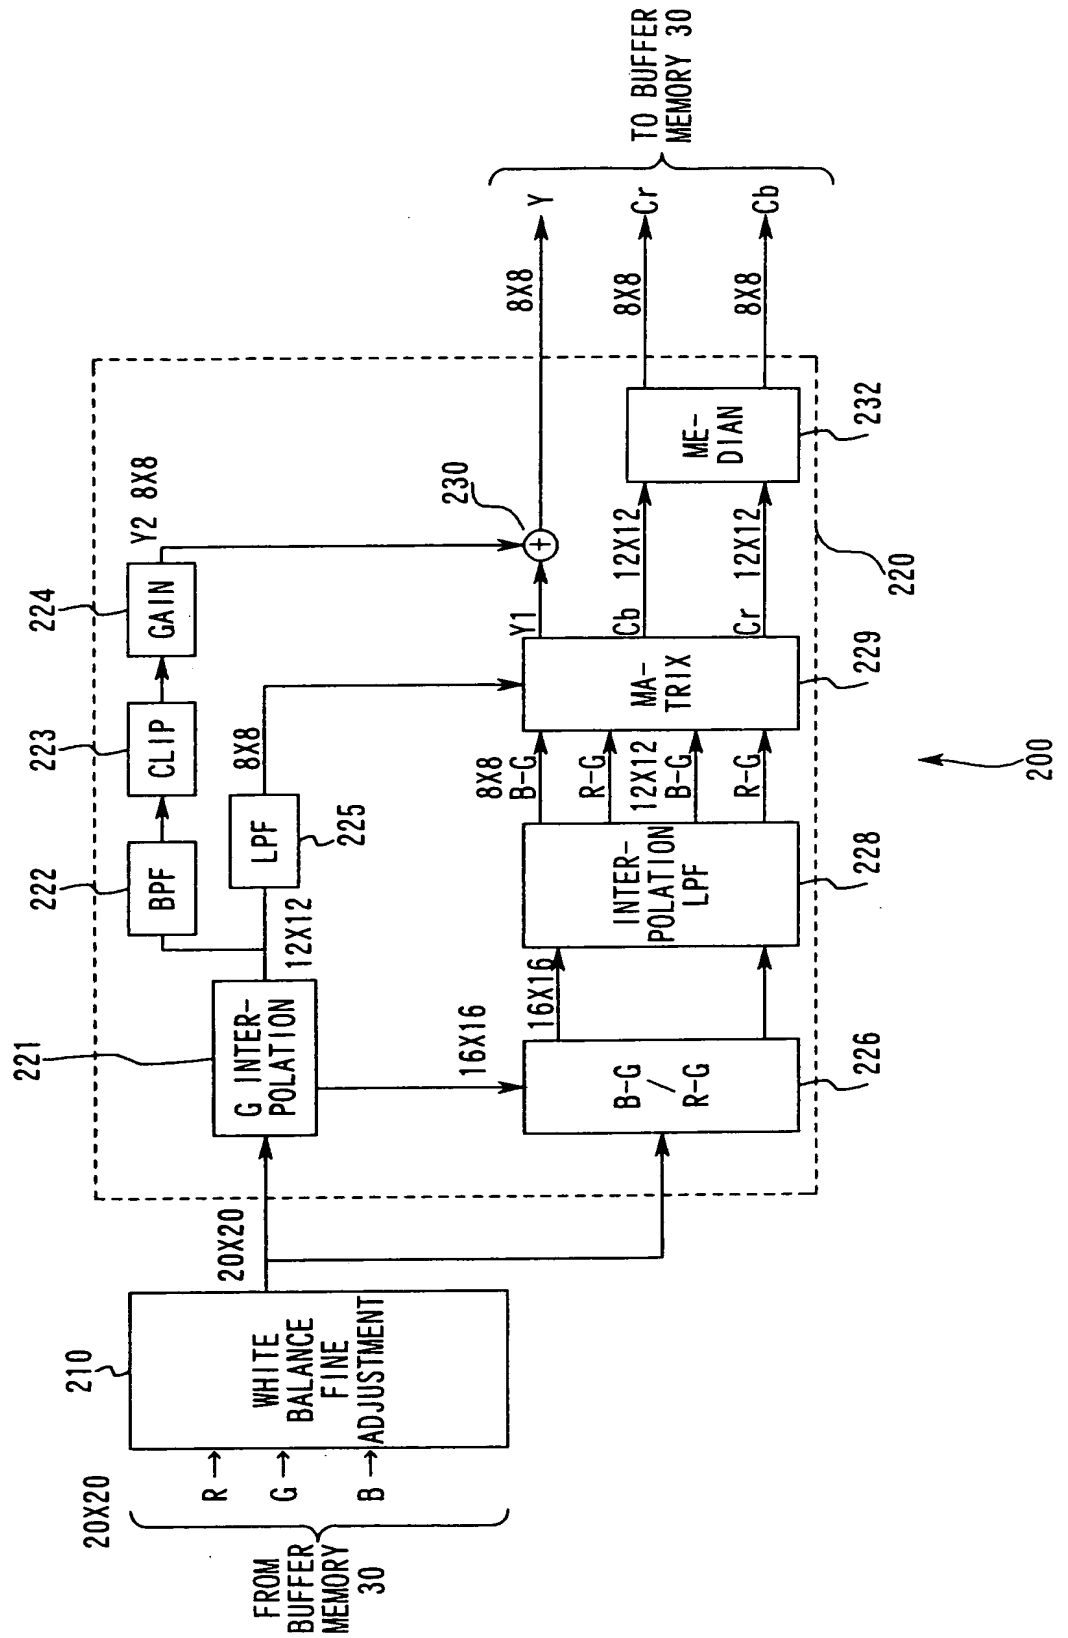 20X20
FROM
BUFFER
MEMORY
30
R
G
B
210
WHITE
BALANCE
FINE
ADJUSTMENT
20X20
221
G INTER-
POLATION
12X12
16X16
222
BPF
223
CLIP
224
GAIN
Y2 8X8
LPF
225
8X8
B-G
/
R-G
226
16X16
INTER-
POLATION
LPF
228
8X8
B-G
R-G
12X12
B-G
R-G
MA-
TRIX
229
Y1
Cb
Cr
230
+
12X12
12X12
ME-
DIAN
232
220
8X8
8X8
8X8
Y
Cr
Cb
TO BUFFER
MEMORY 30
200